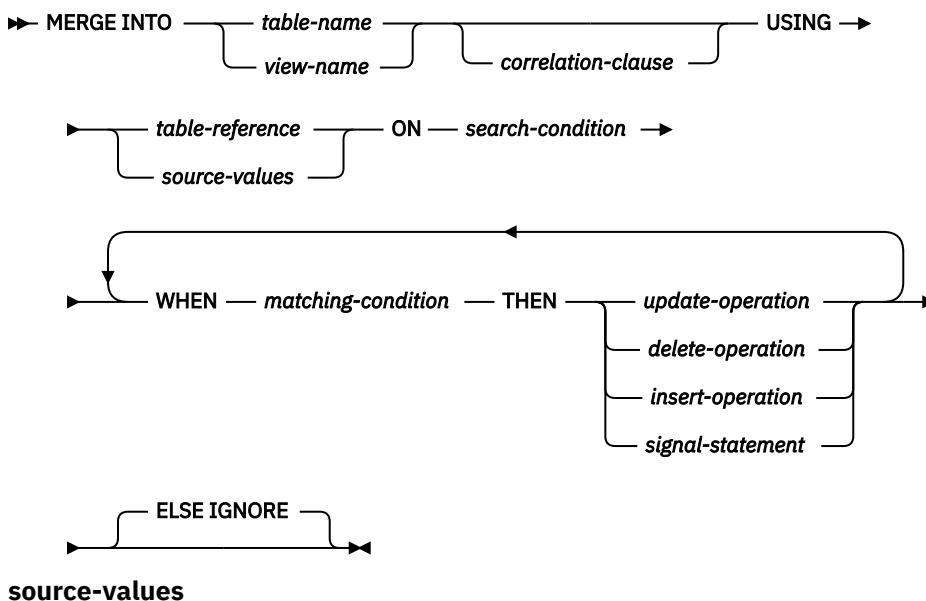 MERGE INTO table-name USING
view-name correlation-clause
table-reference ON search-condition
source-values
WHEN matching-condition THEN update-operation
delete-operation
insert-operation
signal-statement
ELSE IGNORE
source-values